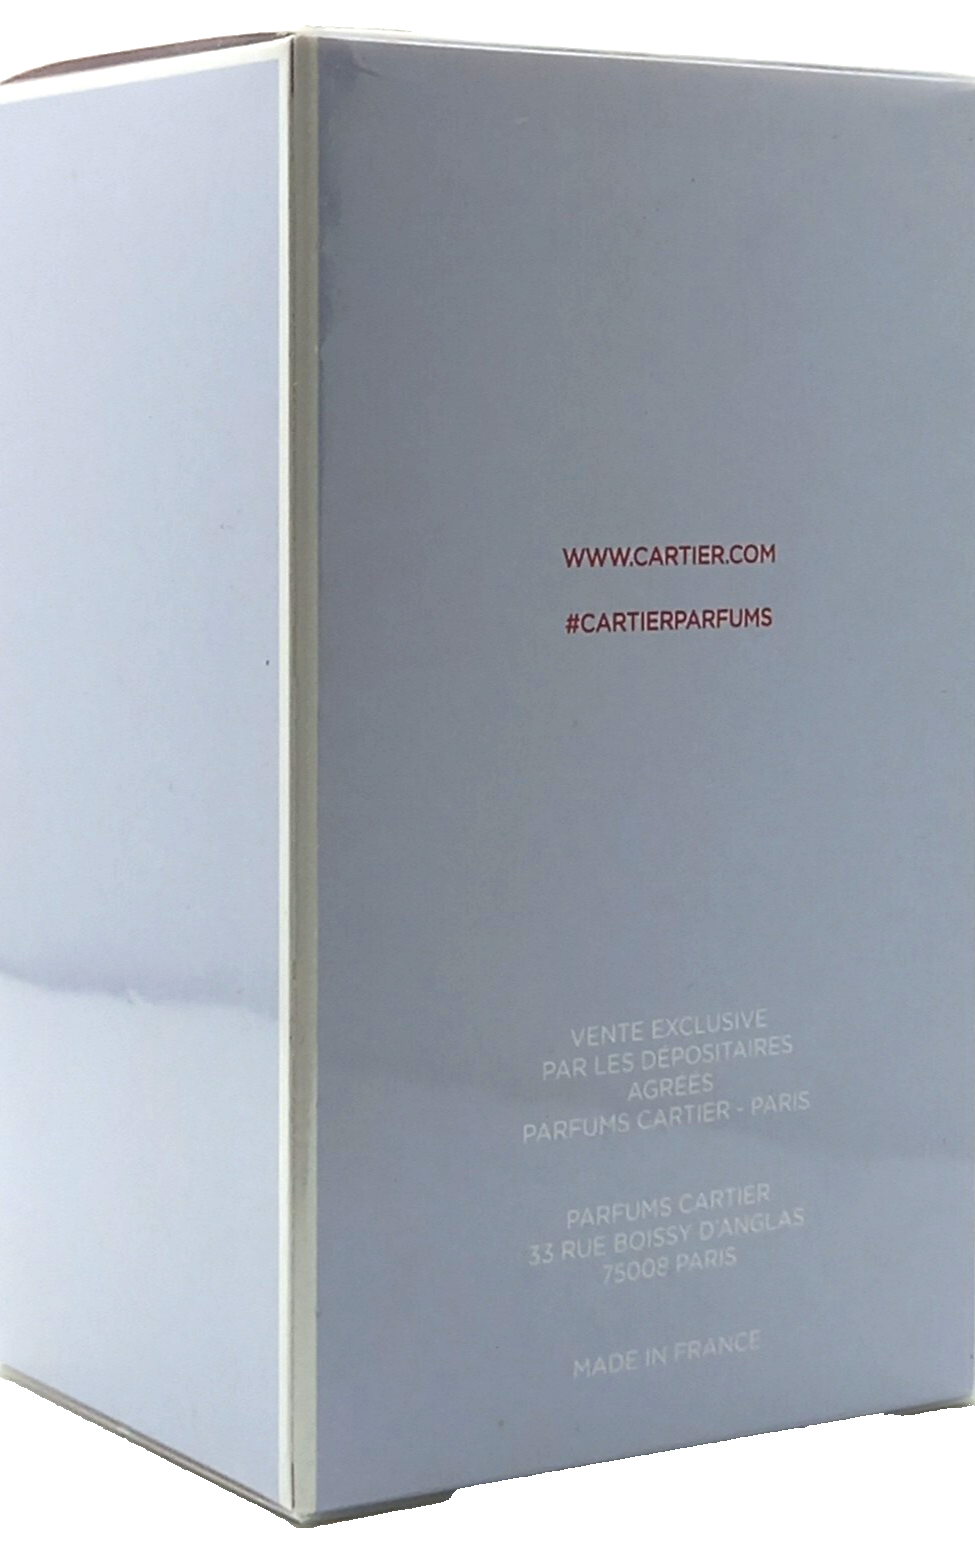 WWW.CARTIER.COM
#CARTIERPARFUMS
VENTE EXCLUSIVE
PAR LES DÉPOSITAIRES
AGRÉÉS
PARFUMS CARTIER - PARIS
PARFUMS CARTIER
33 RUE BOISSY D'ANGLAS
75008 PARIS
MADE IN FRANCE